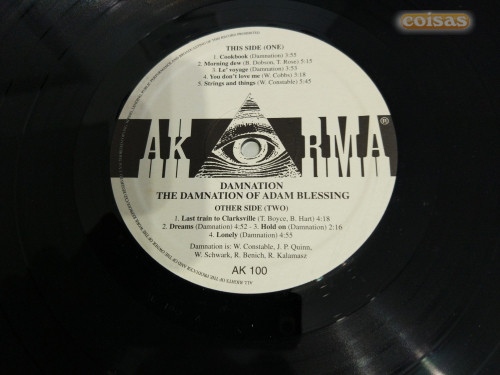 coisas
THIS SIDE (ONE)
1. Cookbook (Damnation) 3:55
2. Morning dew (B. Dobson, T. Rose) 5:15
3. Le' voyage (Damnation) 3:53
4. You don't love me (W. Cobbs) 3:18
5. Strings and things (W. Constable) 5:45
AK RMA®
DAMNATION
THE DAMNATION OF ADAM BLESSING
OTHER SIDE (TWO)
1. Last train to Clarksville (T. Boyce, B. Hart) 4:18
2. Dreams (Damnation) 4:52 - 3. Hold on (Damnation) 2:16
4. Lonely (Damnation) 4:55
Damnation is: W. Constable, J. P. Quinn,
W. Schwark, R. Benich, R. Kalamasz
AK 100